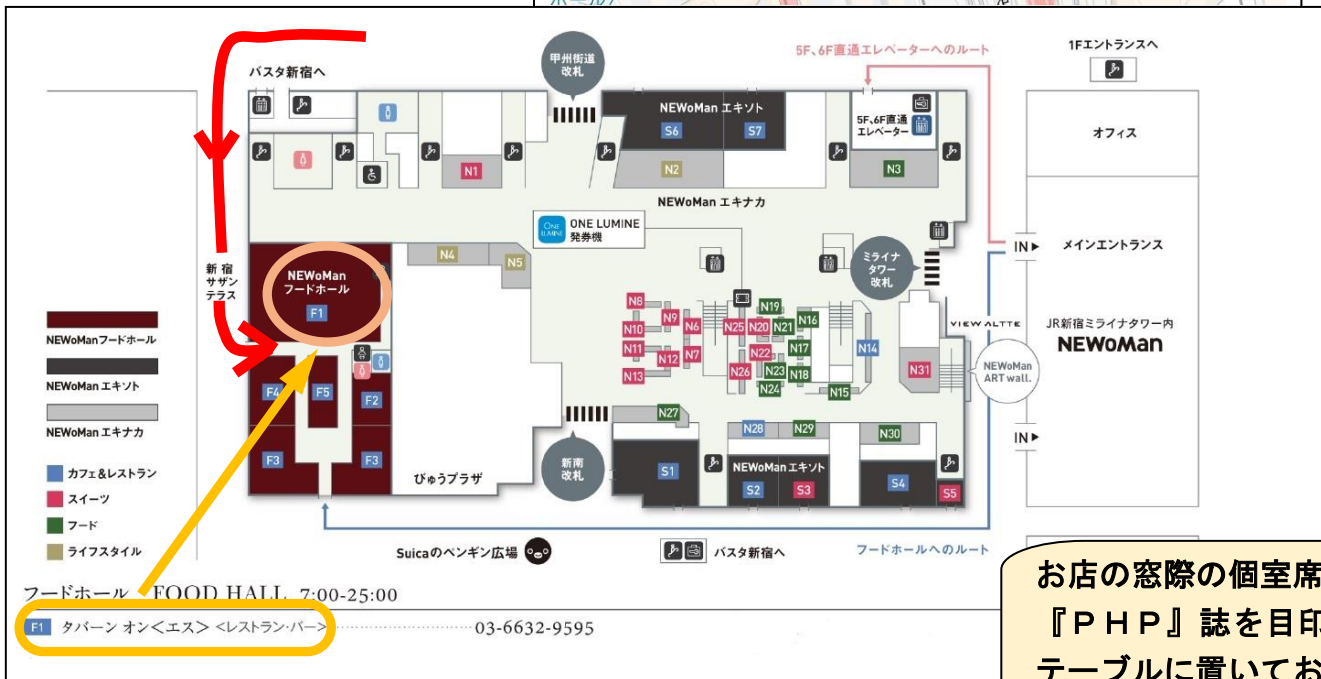 バスタ新宿へ
甲州街道
改札
5F、6F直通エレベーターへのルート
1Fエントランスへ
NEWoMan エキソト
S6
S7
5F、6F直通
エレベーター
オフィス
N1
N2
N3
NEWoMan エキナカ
ONE LUMINE
ONE LUMINE
発券機
N4
N5
ミライナ
タワー
改札
IN▶
メインエントランス
新宿
サザン
テラス
NEWoMan
フードホール
F1
NEWoManフードホール
NEWoMan エキソト
NEWoMan エキナカ
カフェ&レストラン
スイーツ
フード
ライフスタイル
N8
N9
N6
N10
N11
N12
N7
N13
N25
N20
N19
N21
N16
N22
N17
N26
N23
N18
N24
N15
N14
N31
VIEW ALTTE
JR新宿ミライナタワー内
NEWoMan
NEWoMan
ART wall.
IN▶
F4
F5
F2
F3
F3
びゅうプラザ
新南
改札
N27
N28
N29
N30
S1
NEWoMan エキソト
S2
S3
S4
S5
Suicaのペンギン広場
バスタ新宿へ
フードホールへのルート
フードホール FOOD HALL 7:00-25:00
F1 タバーン オン<エス> <レストラン・バー> 03-6632-9595
お店の窓際の個室席
『PHP』誌を目印
テーブルに置いてお